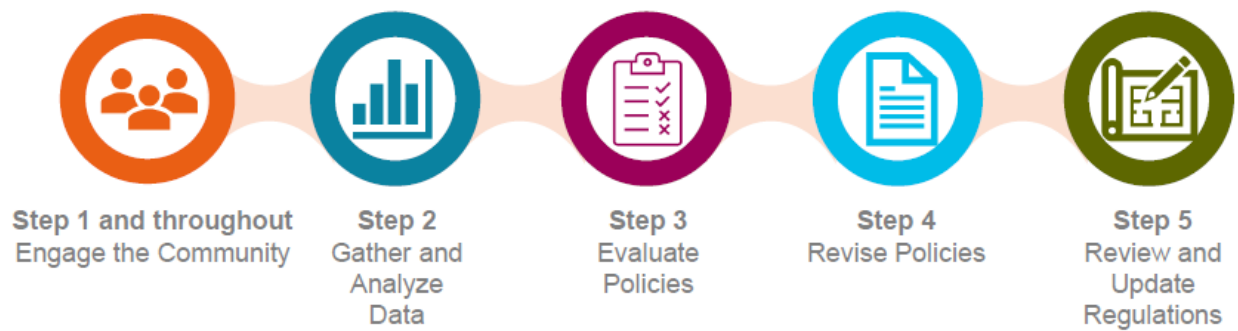 Step 1 and throughout
Engage the Community
Step 2
Gather and
Analyze
Data
Step 3
Evaluate
Policies
Step 4
Revise Policies
Step 5
Review and
Update
Regulations